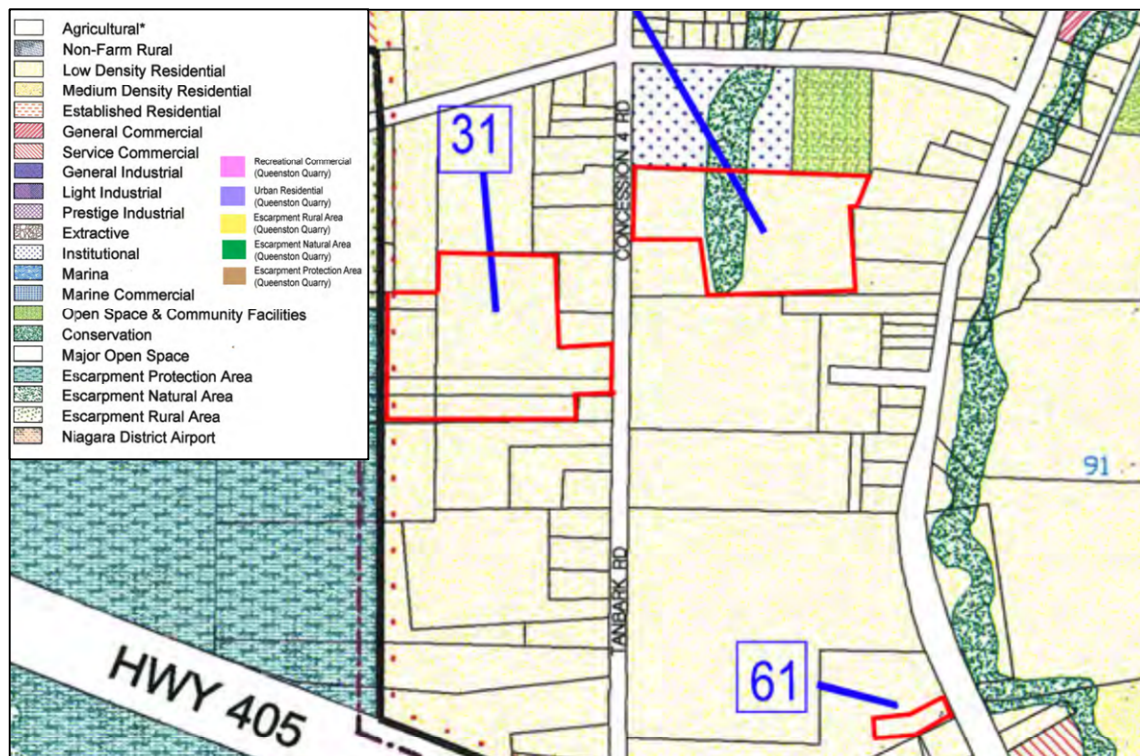 Agricultural*
Non-Farm Rural
Low Density Residential
Medium Density Residential
Established Residential
General Commercial
Service Commercial
General Industrial
Light Industrial
Prestige Industrial
Extractive
Institutional
Marina
Marine Commercial
Open Space & Community Facilities
Conservation
Major Open Space
Escarpment Protection Area
Escarpment Natural Area
Escarpment Rural Area
Niagara District Airport
Recreational Commercial
(Queenston Quarry)
Urban Residential
(Queenston Quarry)
Escarpment Rural Area
(Queenston Quarry)
Escarpment Natural Area
(Queenston Quarry)
Escarpment Protection Area
(Queenston Quarry)
31
CONCESSION 4 RD
91
TANBARK RD
61
HWY 405